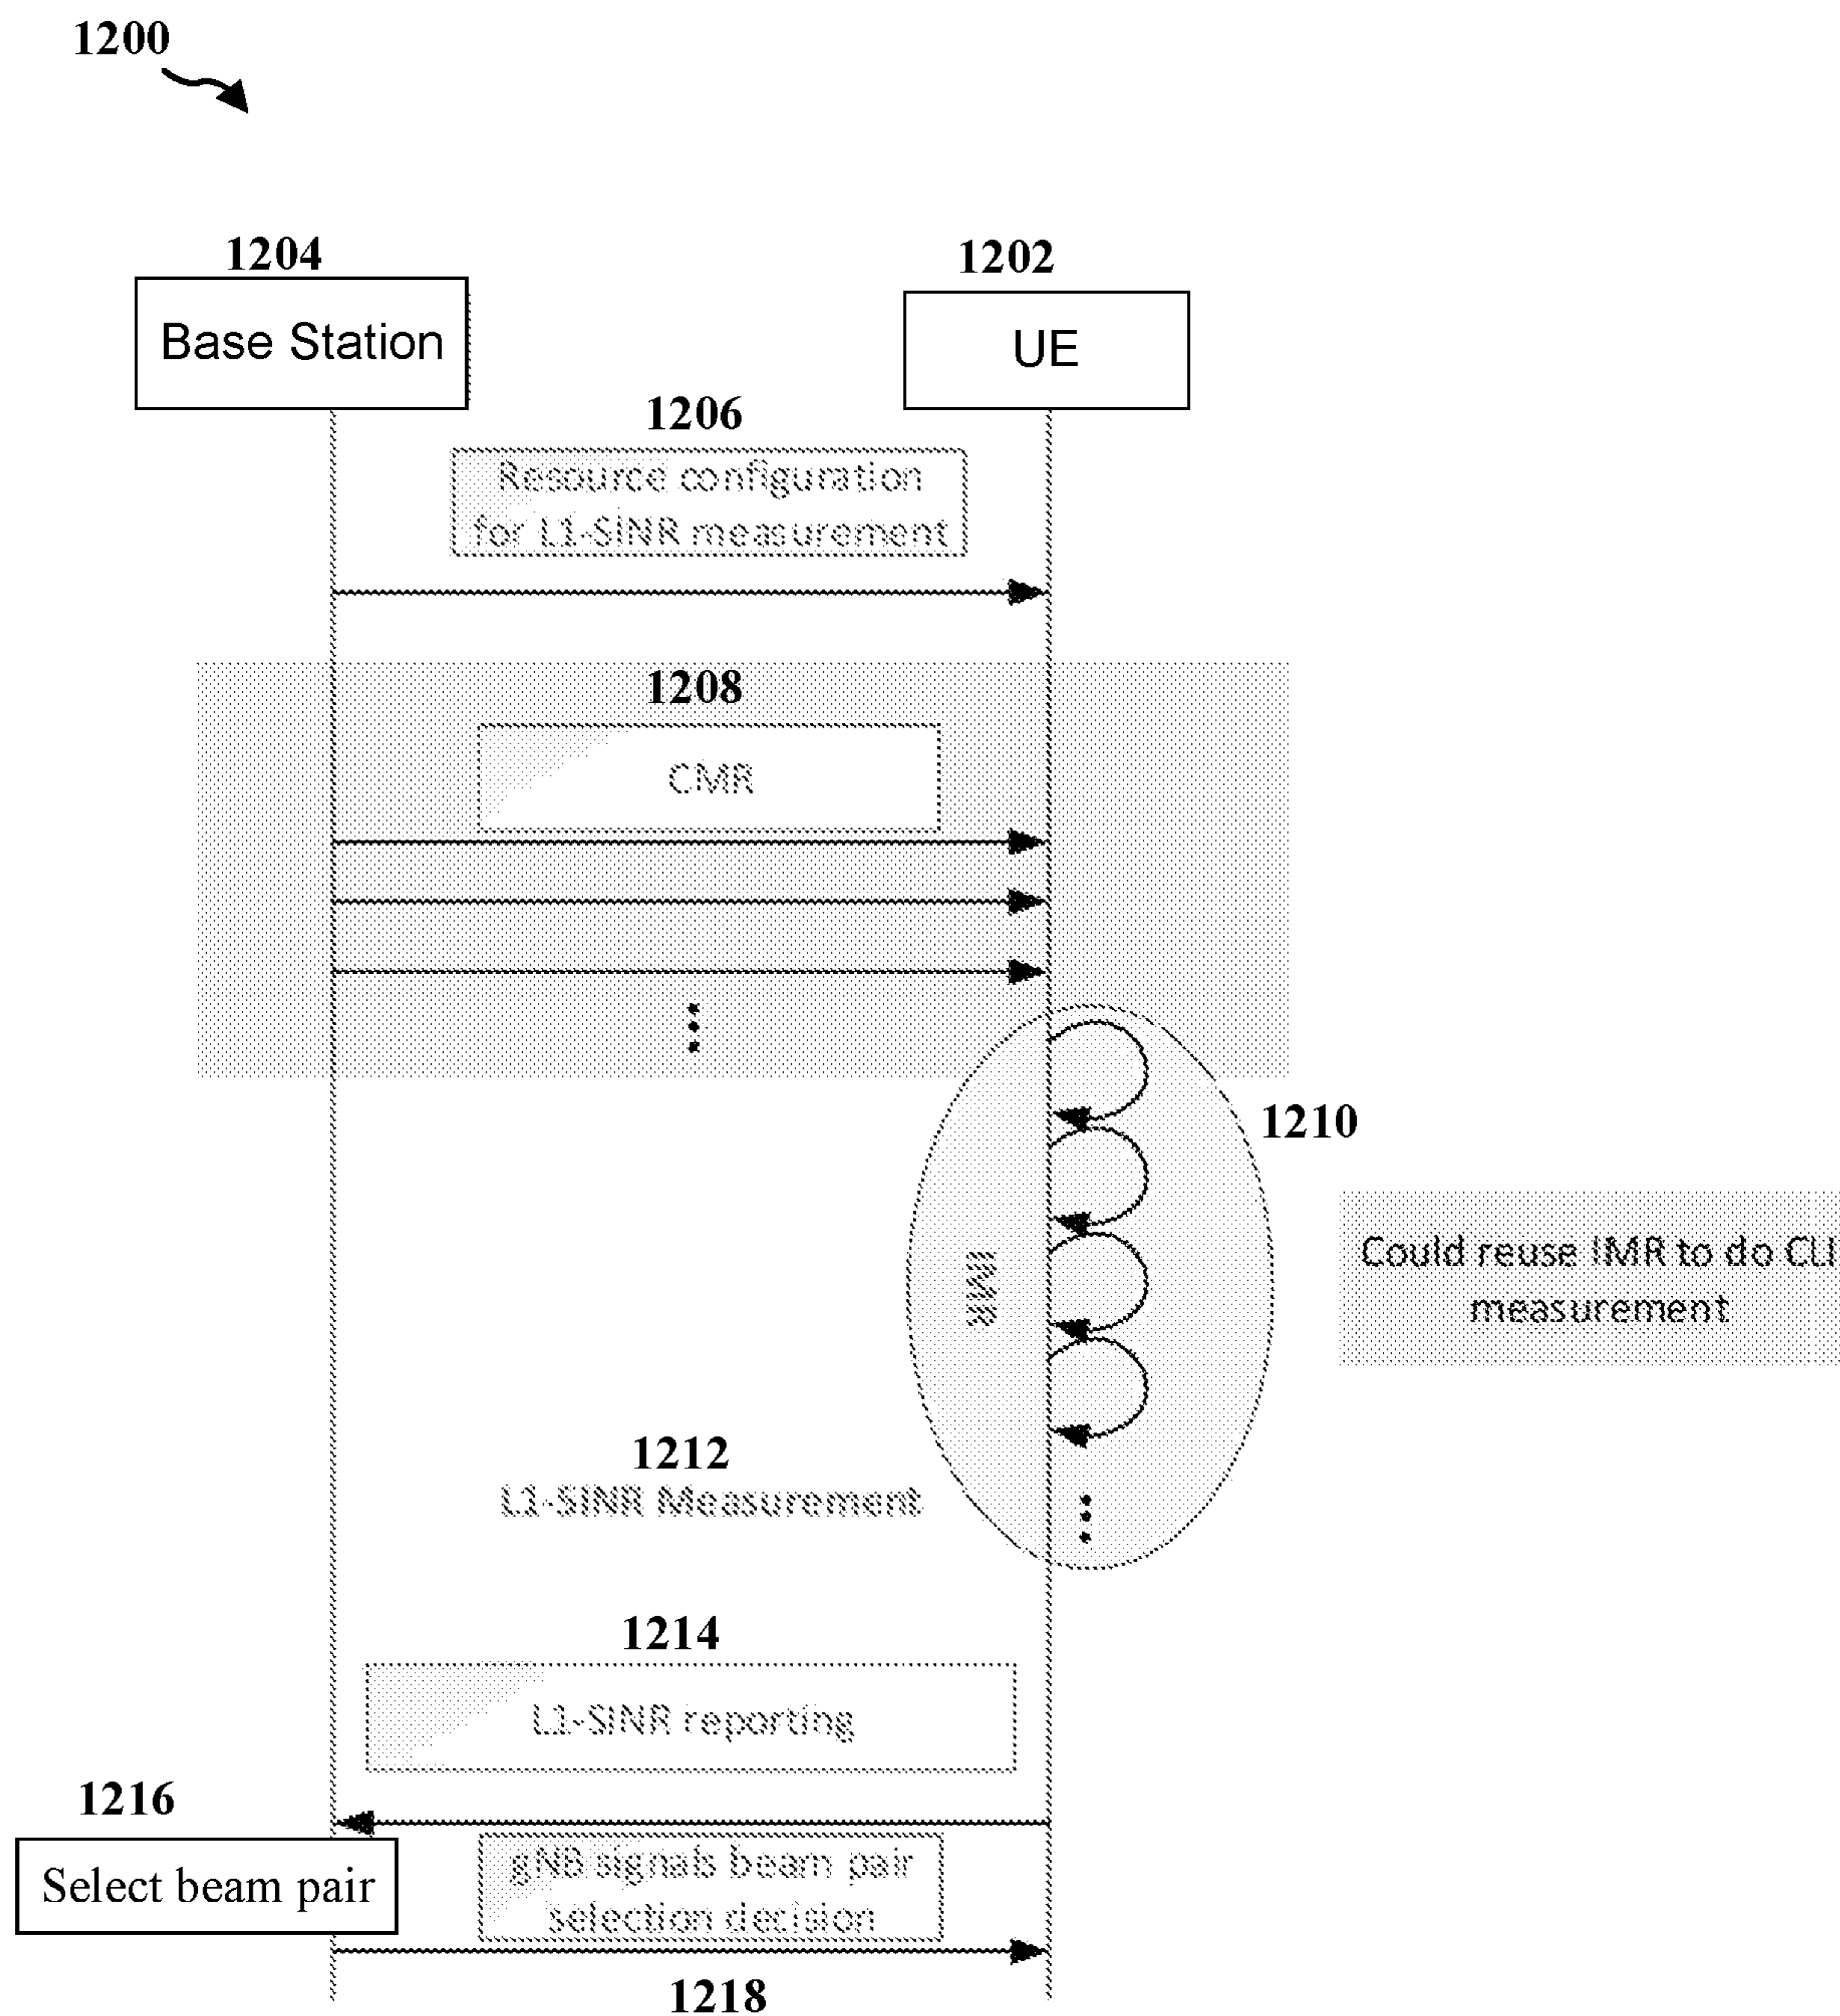 1200
1204
1202
Base Station
UE
1206
Resource configuration
for L1-SINR measurement
1208
CMR
1210
IMR
Could reuse IMR to do CLI
measurement
1212
L1-SINR Measurement
1214
L1-SINR reporting
1216
Select beam pair
gNB signals beam pair
selection decision
1218